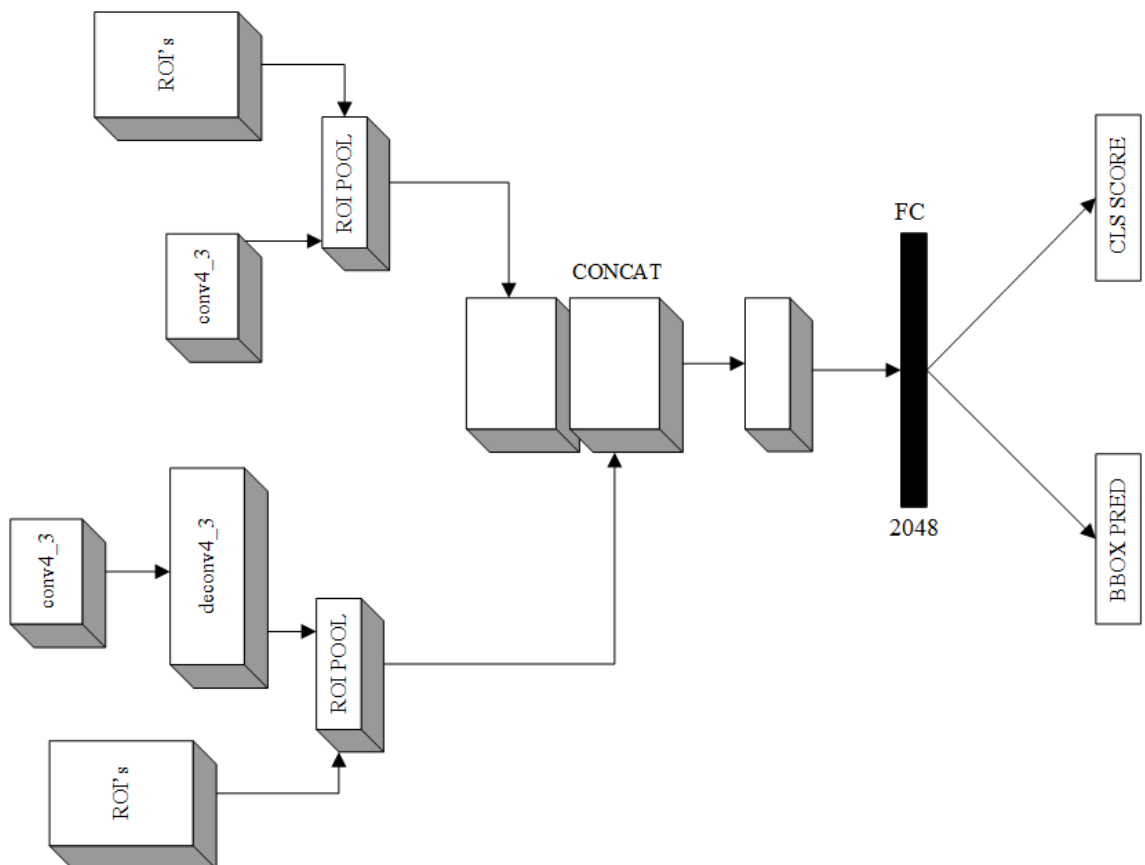 ROI's
ROI POOL
conv4_3
CONCAT
FC
CLS SCORE
conv4_3
deconv4_3
ROI POOL
ROI's
2048
BBOX PRED